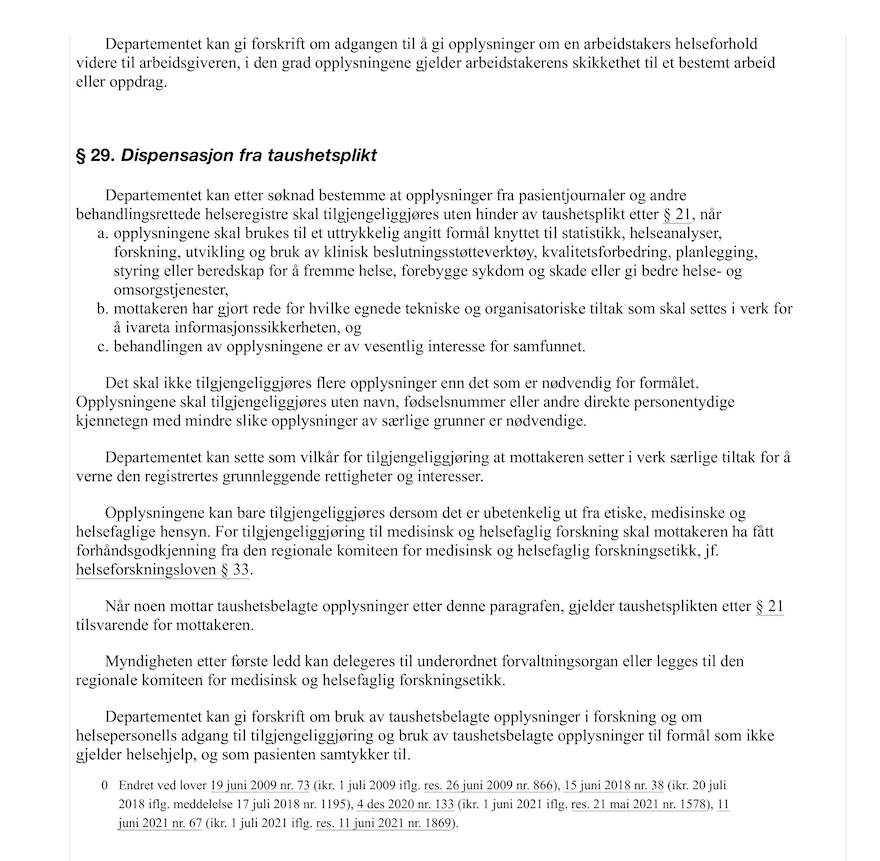 Departementet kan gi forskrift om adgangen til å gi opplysninger om en arbeidstakers helseforhold
videre til arbeidsgiveren, i den grad opplysningene gjelder arbeidstakerens skikkethet til et bestemt arbeid
eller oppdrag.
§ 29. Dispensasjon fra taushetsplikt
Departementet kan etter søknad bestemme at opplysninger fra pasientjournaler og andre
behandlingsrettede helseregistre skal tilgjengeliggjøres uten hinder av taushetsplikt etter § 21, når
a. opplysningene skal brukes til et uttrykkelig angitt formål knyttet til statistikk, helseanalyser,
forskning, utvikling og bruk av klinisk beslutningsstøtteverktøy, kvalitetsforbedring, planlegging,
styring eller beredskap for å fremme helse, forebygge sykdom og skade eller gi bedre helse- og
omsorgstjenester,
b. mottakeren har gjort rede for hvilke egnede tekniske og organisatoriske tiltak som skal settes i verk for
å ivareta informasjonssikkerheten, og
c. behandlingen av opplysningene er av vesentlig interesse for samfunnet.
Det skal ikke tilgjengeliggjøres flere opplysninger enn det som er nødvendig for formålet.
Opplysningene skal tilgjengeliggjøres uten navn, fødselsnummer eller andre direkte personentydige
kjennetegn med mindre slike opplysninger av særlige grunner er nødvendige.
Departementet kan sette som vilkår for tilgjengeliggjøring at mottakeren setter i verk særlige tiltak for å
verne den registrertes grunnleggende rettigheter og interesser.
Opplysningene kan bare tilgjengeliggjøres dersom det er ubetenkelig ut fra etiske, medisinske og
helsefaglige hensyn. For tilgjengeliggjøring til medisinsk og helsefaglig forskning skal mottakeren ha fått
forhåndsgodkjenning fra den regionale komiteen for medisinsk og helsefaglig forskningsetikk, jf.
helseforskningsloven § 33.
Når noen mottar taushetsbelagte opplysninger etter denne paragrafen, gjelder taushetsplikten etter § 21
tilsvarende for mottakeren.
Myndigheten etter første ledd kan delegeres til underordnet forvaltningsorgan eller legges til den
regionale komiteen for medisinsk og helsefaglig forskningsetikk.
Departementet kan gi forskrift om bruk av taushetsbelagte opplysninger i forskning og om
helsepersonells adgang til tilgjengeliggjøring og bruk av taushetsbelagte opplysninger til formål som ikke
gjelder helsehjelp, og som pasienten samtykker til.
0 Endret ved lover 19 juni 2009 nr. 73 (ikr. 1 juli 2009 iflg. res. 26 juni 2009 nr. 866), 15 juni 2018 nr. 38 (ikr. 20 juli
2018 iflg. meddelelse 17 juli 2018 nr. 1195), 4 des 2020 nr. 133 (ikr. 1 juni 2021 iflg. res. 21 mai 2021 nr. 1578), 11
juni 2021 nr. 67 (ikr. 1 juli 2021 iflg. res. 11 juni 2021 nr. 1869).